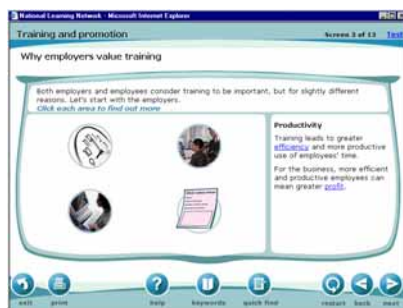 National Learning Network - Microsoft Internet Explorer
Training and promotion
Screen 3 of 13
Text
Why employers value training
Both employers and employees consider training to be important, but for slightly different
reasons. Let's start with the employers.
Click each area to find out more
Productivity
Training leads to greater
efficiency and more productive
use of employees' time.
For the business, more efficient
and productive employees can
mean greater profit.
exit
print
help
keywords
quick find
restart
back
next